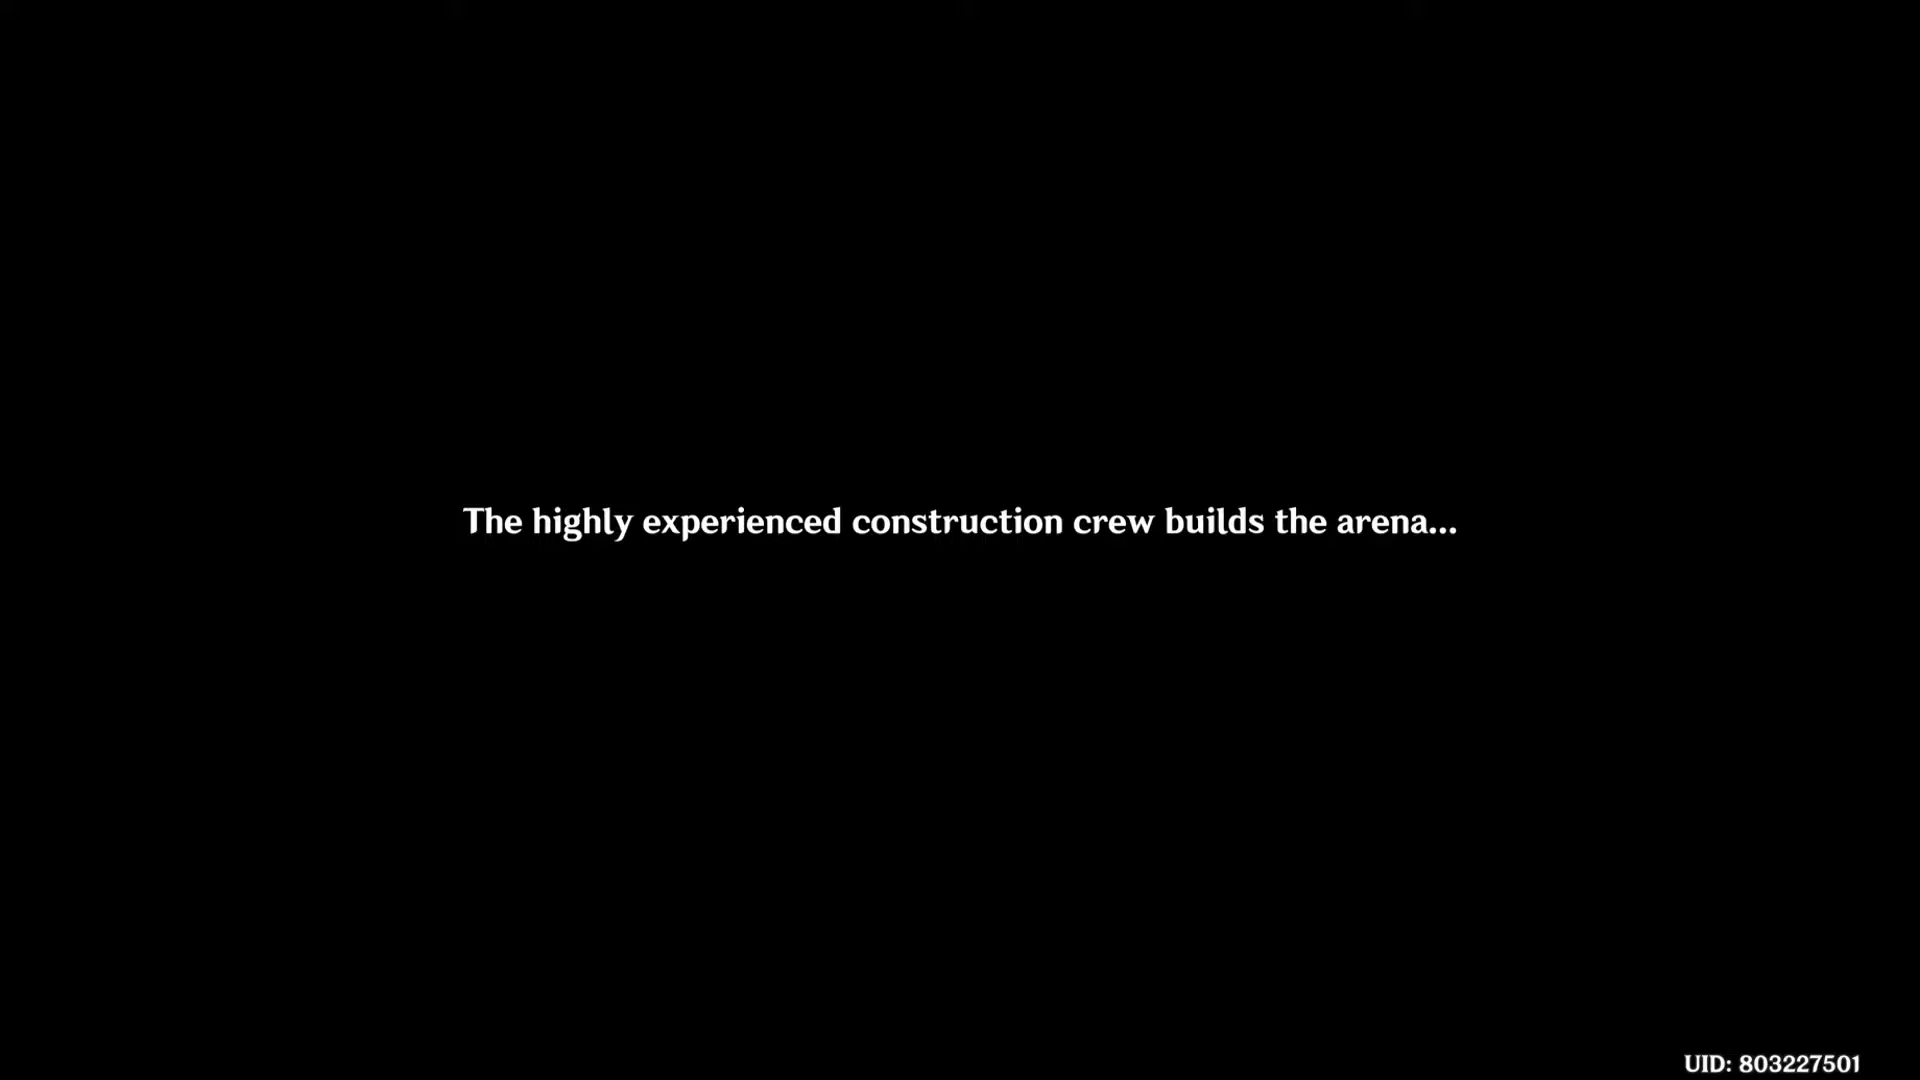 The highly experienced construction crew builds the arena...
UID: 803227501